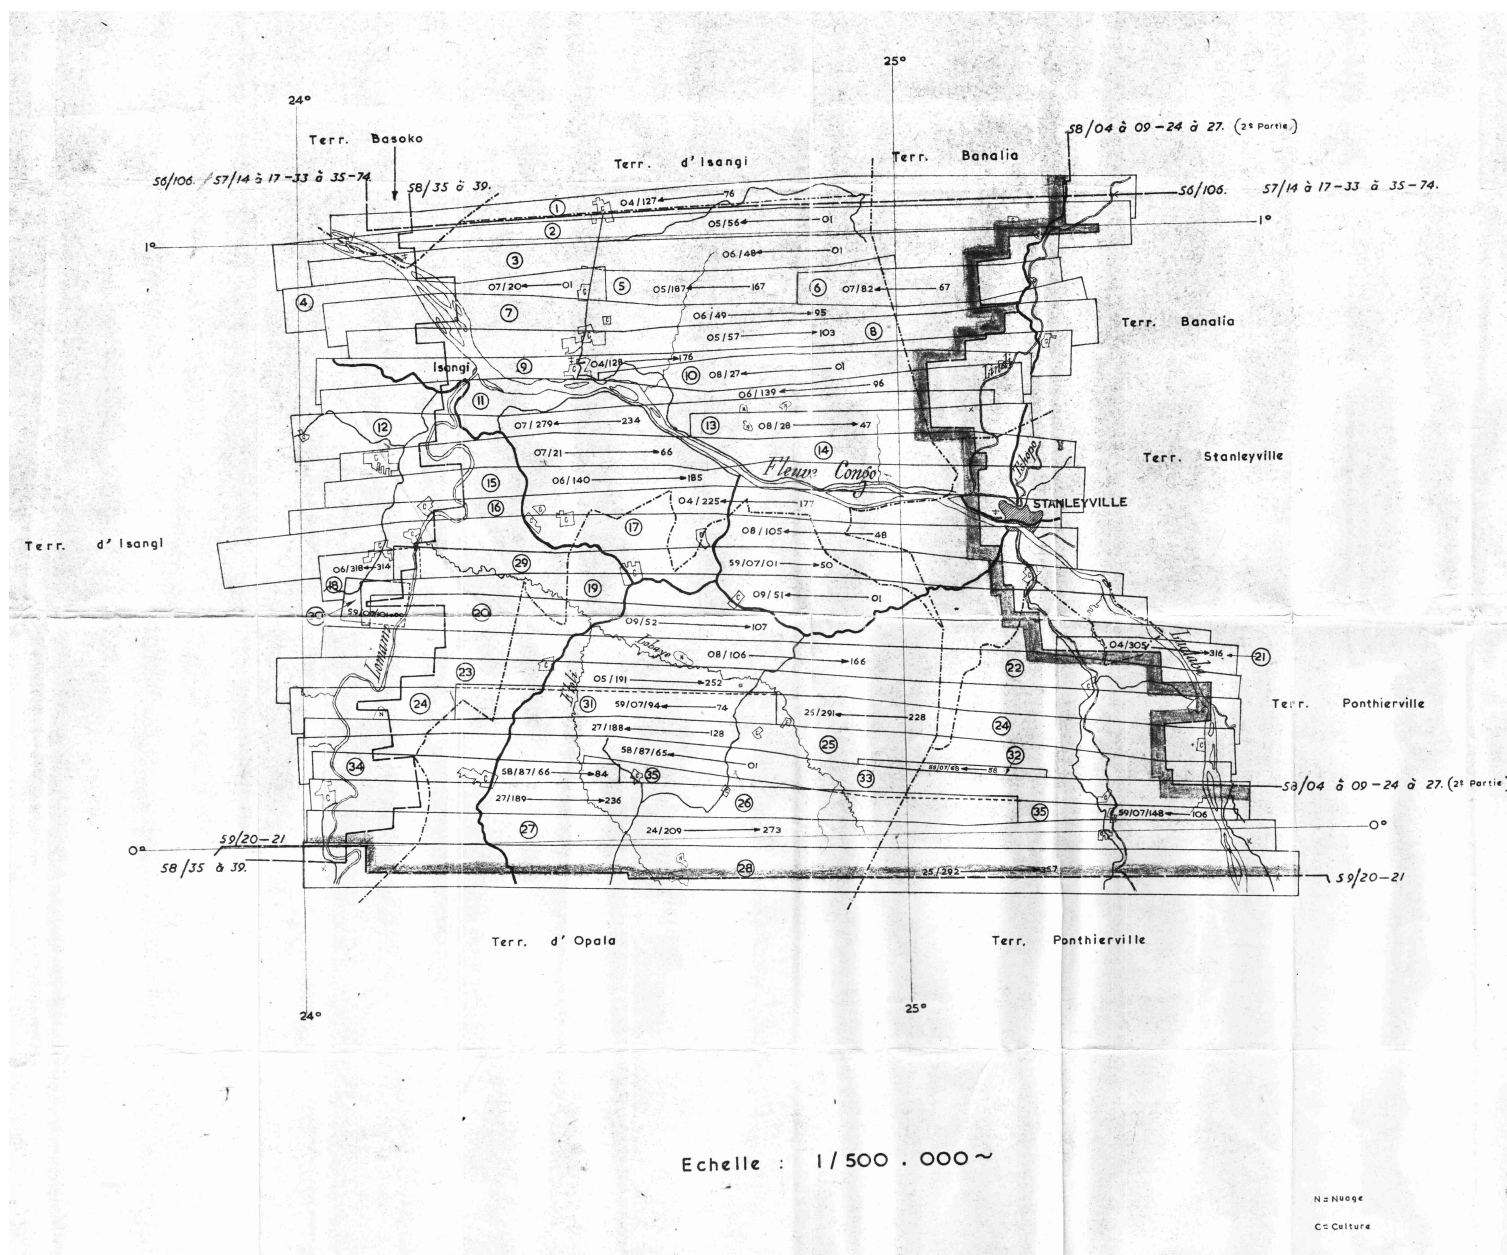 25°
24°
58/04 à 09-24 à 27. (2e Partie)
Terr. Basoko
Terr. d'Isangi
Terr. Banalia
56/106. 57/14 à 17-33 à 35-74.
58/35 à 39.
56/106. 57/14 à 17-33 à 35-74.
1 04/127 76
2 05/56 01
1°
1°
3 06/48 01
4 07/20 01 5 05/187 167 6 07/82 67
7 06/49 95
05/57 103 8
Terr. Banalia
Isangi 9 04/128 176
10 08/27 01
11 06/139 96
12 07/279 234 13 08/28 47
07/21 66 14
Fleuve Congo
Tshopo
Terr. Stanleyville
15 06/140 185
16 04/225 177
STANLEYVILLE
17 08/105 48
Terr. d'Isangi
29 59/07/01 50
06/318 314
18 19 09/51 01
30 20
09/52 107
Lomami
Lobaye
08/106 166
Lualaba
04/305 316 21
22
23 05/191 252
24 31 59/07/94 74
25/291 228
24
Terr. Ponthierville
27/188 128
25
32
58/87/65 01
34 58/87/66 84 35
33
58
58/04 à 09-24 à 27. (2e Partie)
27/189 236 26
35 59/07/148 106
27 24/209 273
0°
59/20-21
0°
58/35 à 39.
28 25/292 357
59/20-21
Terr. d'Opala
Terr. Ponthierville
24°
25°
Echelle : 1/500.000~
N=Nuage
C=Culture